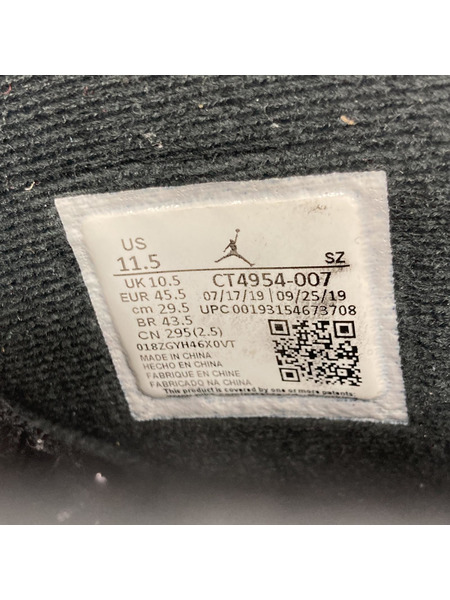 US
11.5 SZ
UK 10.5 CT4954-007
EUR 45.5 07/17/19 09/25/19
cm 29.5 UPC 00193154673708
BR 43.5
CN 295(2.5)
018ZGYH46X0VT
MADE IN CHINA
HECHO EN CHINA
FABRIQUE EN CHINE
FABRICADO NA CHINA
This product is covered by one or more patents